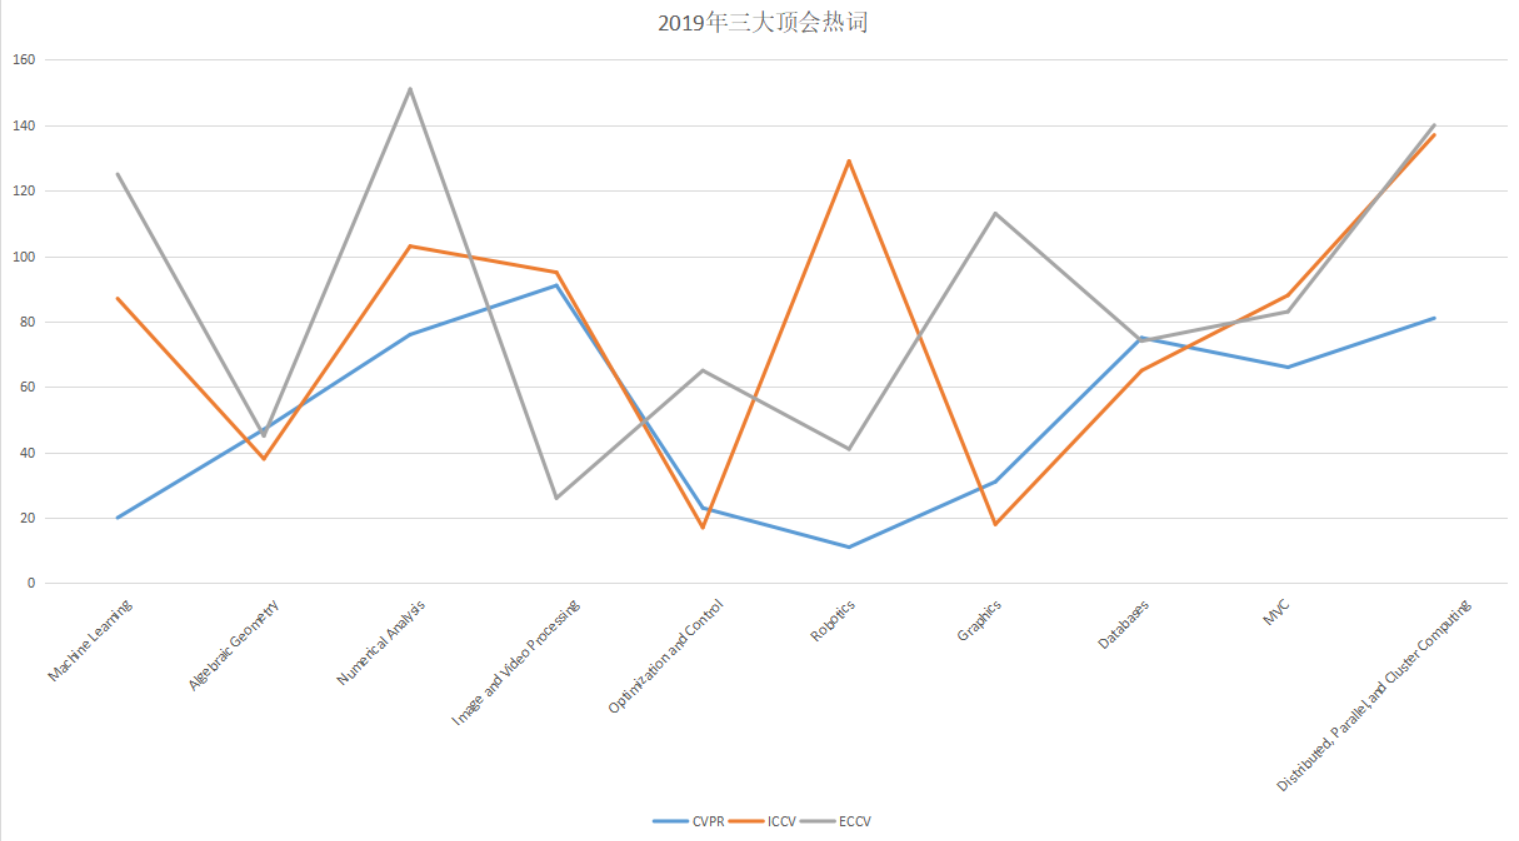 2019年三大顶会热词
160
140
120
100
80
60
40
20
0
Machine Learning
Algebraic Geometry
Numerical Analysis
Image and Video Processing
Optimization and Control
Robotics
Graphics
Databases
MVC
Distributed, Parallel, and Cluster Computing
CVPR ICCV ECCV